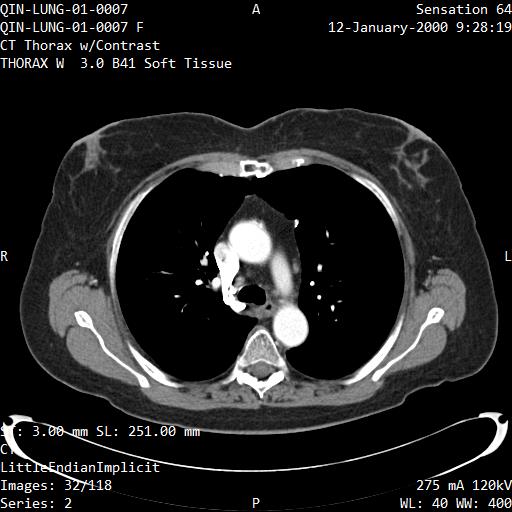 QIN-LUNG-01-0007
A
Sensation 64
QIN-LUNG-01-0007 F
12-January-2000 9:28:19
CT Thorax w/Contrast
THORAX W 3.0 B41 Soft Tissue
R
L
ST: 3.00 mm SL: 251.00 mm
CT
LittleEndianImplicit
Images: 32/118
275 mA 120kV
Series: 2
P
WL: 40 WW: 400